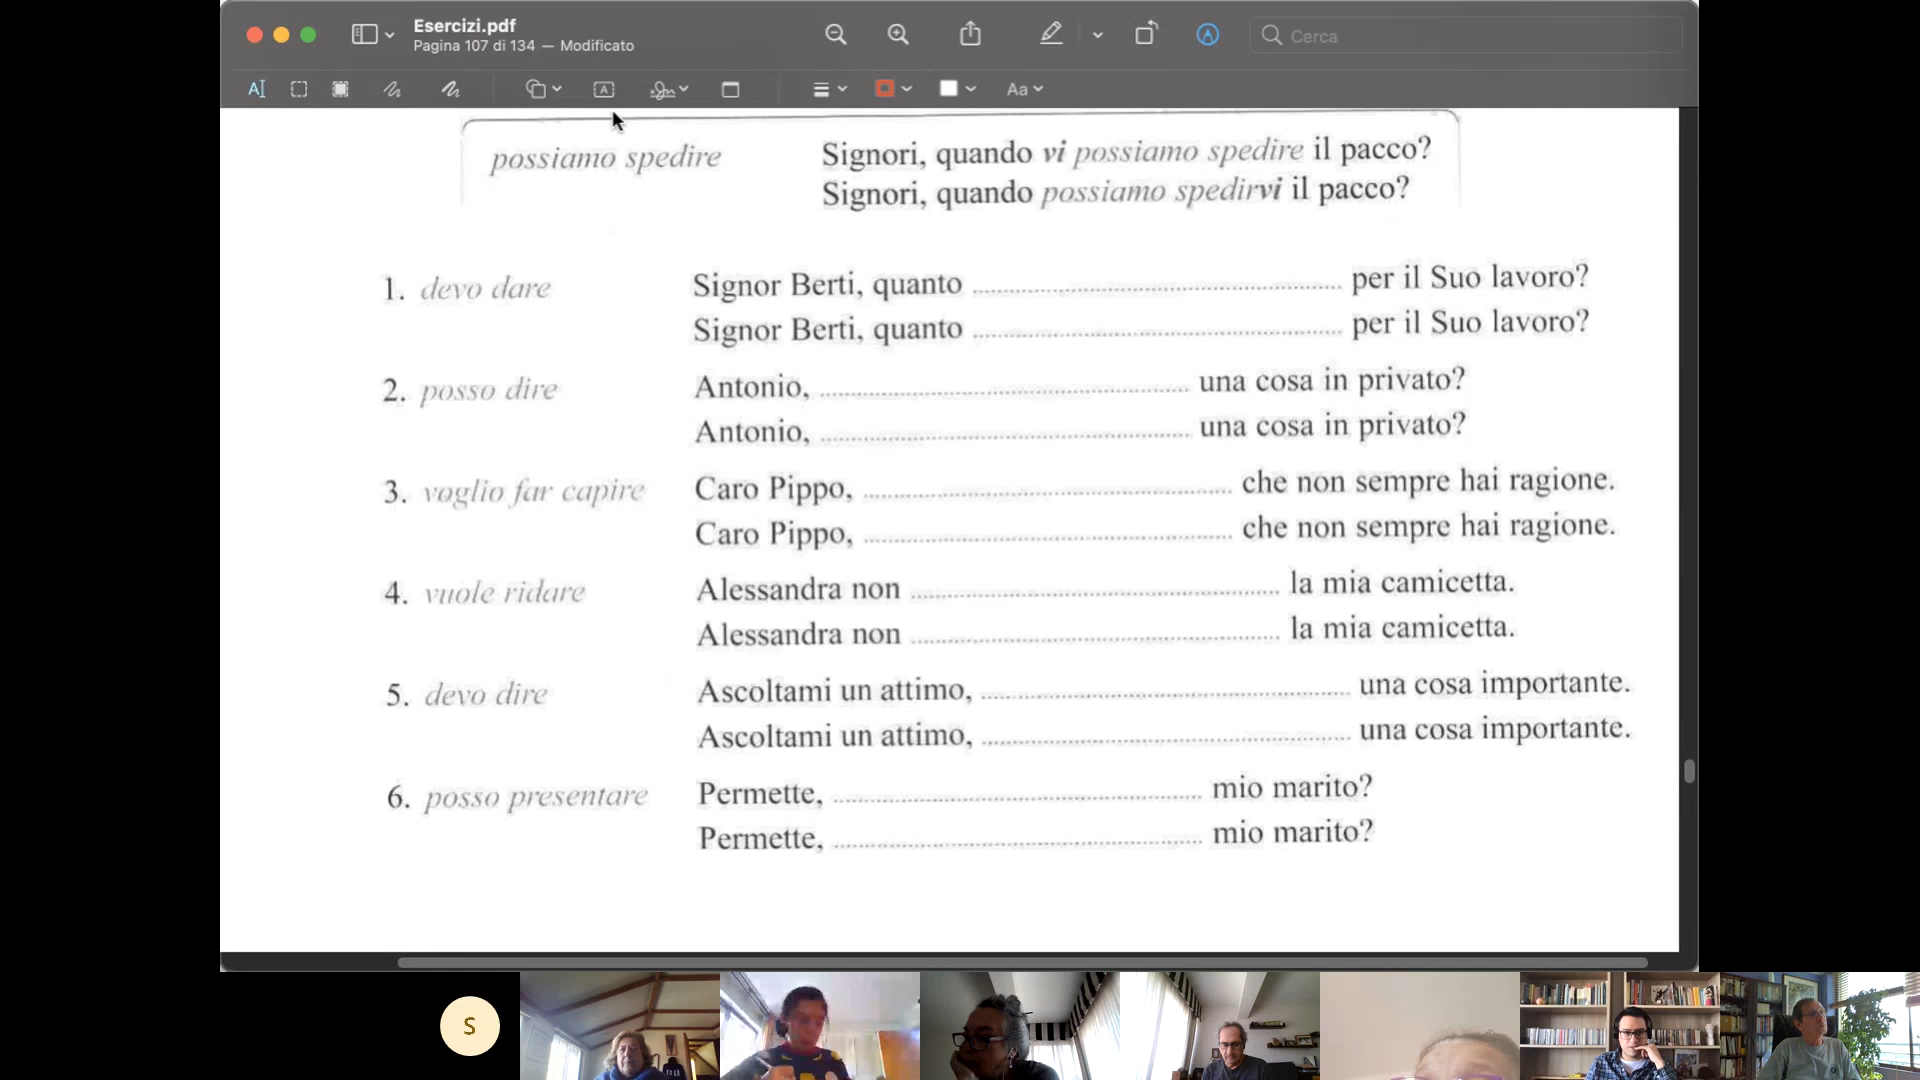 Esercizi.pdf
Pagina 107 di 134 — Modificato
Cerca
A
A
Aa
possiamo spedire Signori, quando vi possiamo spedire il pacco?
Signori, quando possiamo spedirvi il pacco?
1. devo dare Signor Berti, quanto ........ per il Suo lavoro?
Signor Berti, quanto ........ per il Suo lavoro?
2. posso dire Antonio, ........ una cosa in privato?
Antonio, ........ una cosa in privato?
3. voglio far capire Caro Pippo, ........ che non sempre hai ragione.
Caro Pippo, ........ che non sempre hai ragione.
4. vuole ridare Alessandra non ........ la mia camicetta.
Alessandra non ........ la mia camicetta.
5. devo dire Ascoltami un attimo, ........ una cosa importante.
Ascoltami un attimo, ........ una cosa importante.
6. posso presentare Permette, ........ mio marito?
Permette, ........ mio marito?
S